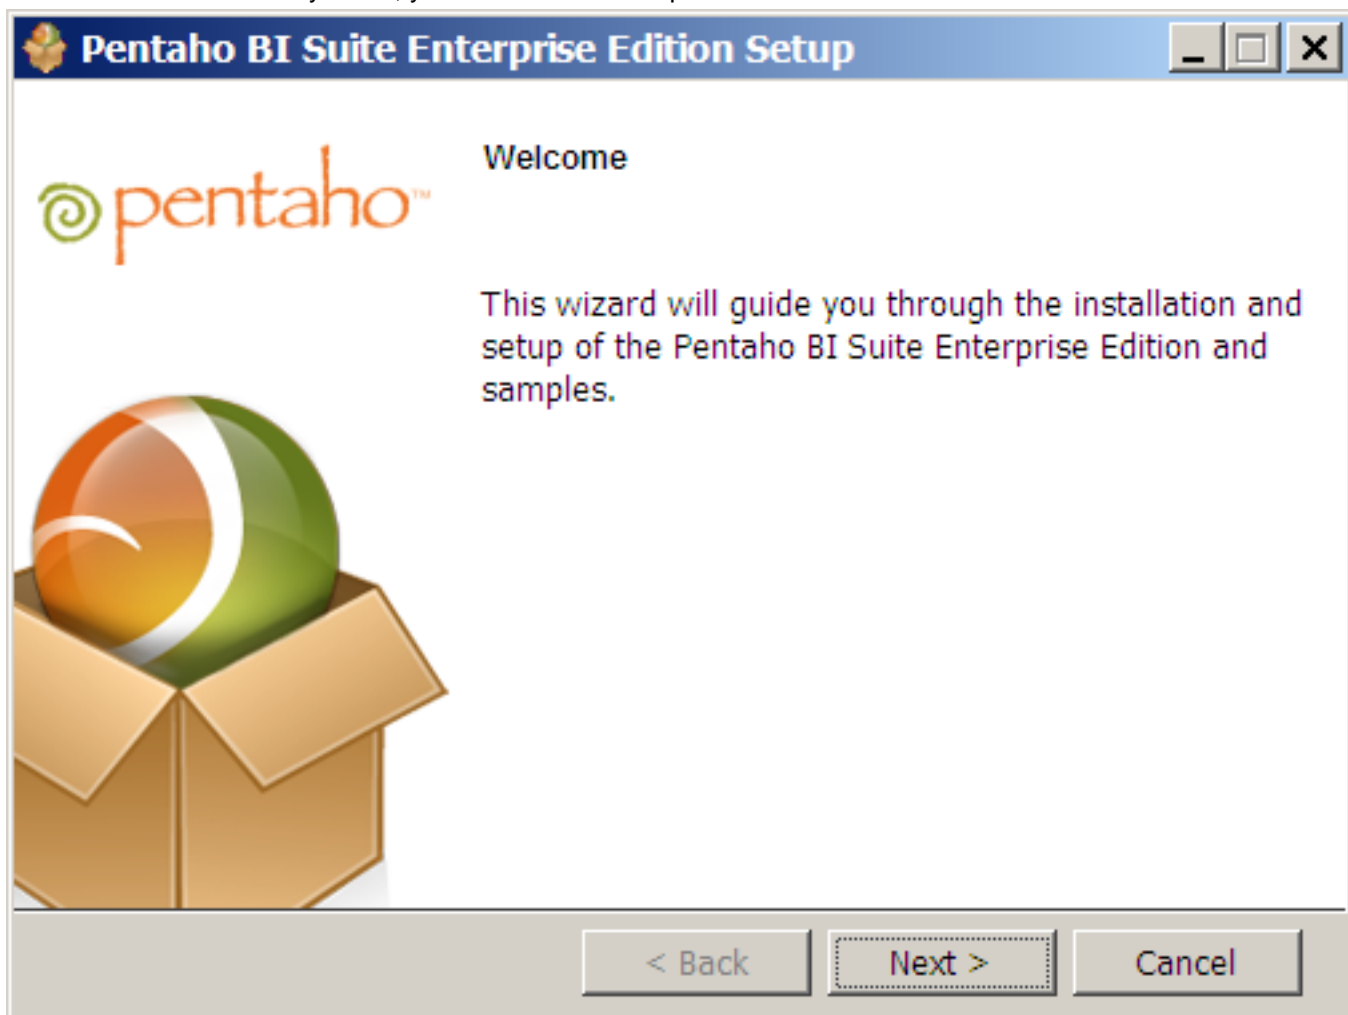 Pentaho BI Suite Enterprise Edition Setup
pentaho™
Welcome
This wizard will guide you through the installation and
setup of the Pentaho BI Suite Enterprise Edition and
samples.
< Back
Next >
Cancel